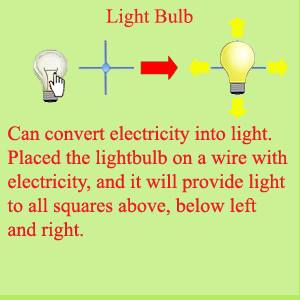 Light Bulb
Can convert electricity into light.
Placed the lightbulb on a wire with
electricity, and it will provide light
to all squares above, below left
and right.